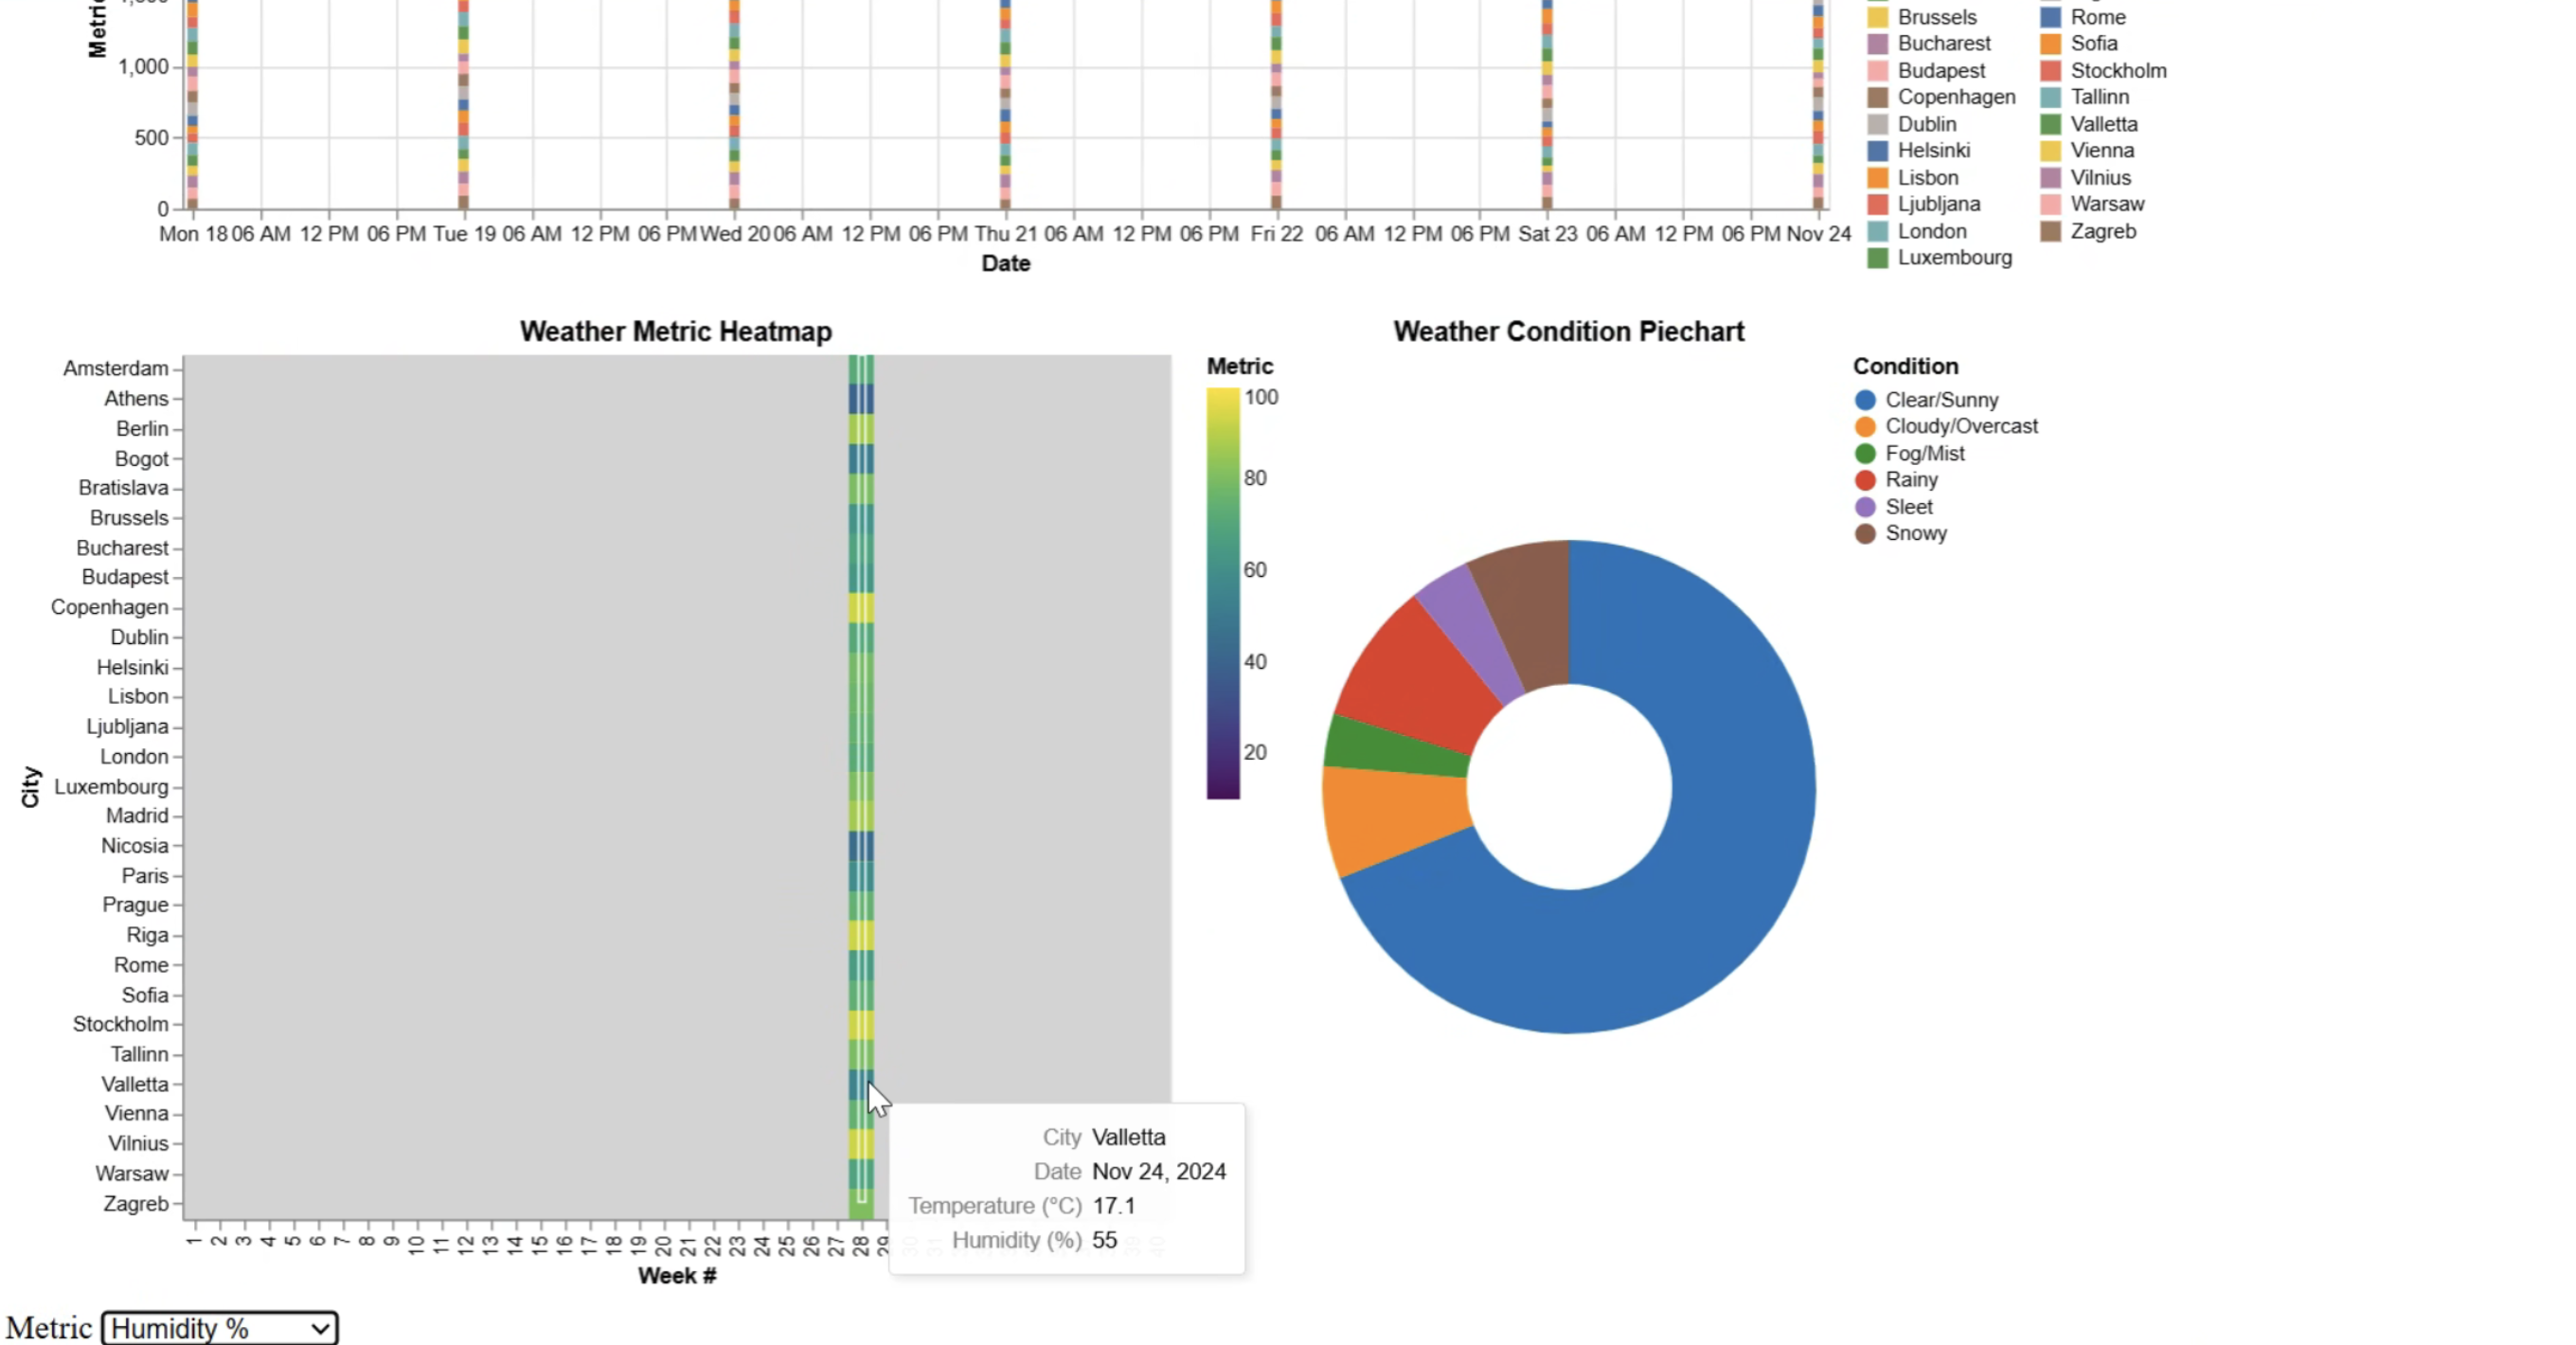 Brussels
Rome
Bucharest
Sofia
1,000
Budapest
Stockholm
Copenhagen
Tallinn
Dublin
Valletta
500
Helsinki
Vienna
Lisbon
Vilnius
Ljubljana
Warsaw
0
London
Zagreb
Luxembourg
Mon 18 06 AM 12 PM 06 PM Tue 19 06 AM 12 PM 06 PM Wed 20 06 AM 12 PM 06 PM Thu 21 06 AM 12 PM 06 PM Fri 22 06 AM 12 PM 06 PM Sat 23 06 AM 12 PM 06 PM Nov 24
Date
Weather Metric Heatmap
City
Amsterdam
Athens
Berlin
Bogot
Bratislava
Brussels
Bucharest
Budapest
Copenhagen
Dublin
Helsinki
Lisbon
Ljubljana
London
Luxembourg
Madrid
Nicosia
Paris
Prague
Riga
Rome
Sofia
Stockholm
Tallinn
Valletta
Vienna
Vilnius
Warsaw
Zagreb
1 2 3 4 5 6 7 8 9 10 11 12 13 14 15 16 17 18 19 20 21 22 23 24 25 26 27 28 29
Week #
Metric
100
80
60
40
20
City Valletta
Date Nov 24, 2024
Temperature (°C) 17.1
Humidity (%) 55
Weather Condition Piechart
Condition
Clear/Sunny
Cloudy/Overcast
Fog/Mist
Rainy
Sleet
Snowy
Metric Humidity %